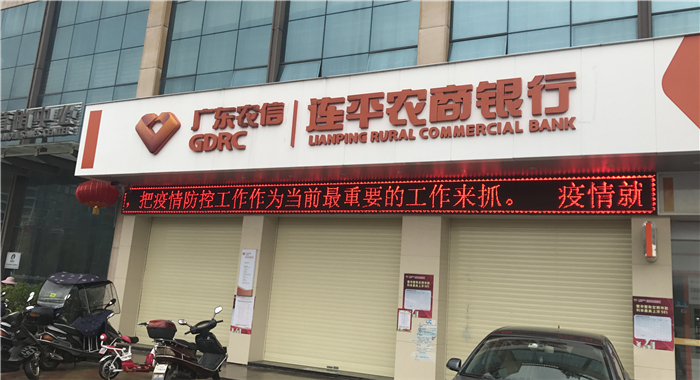 广东农信
GDRC
连平农商银行
LIANPING RURAL COMMERCIAL BANK
，把疫情防控工作作为当前最重要的工作来抓。 疫情就